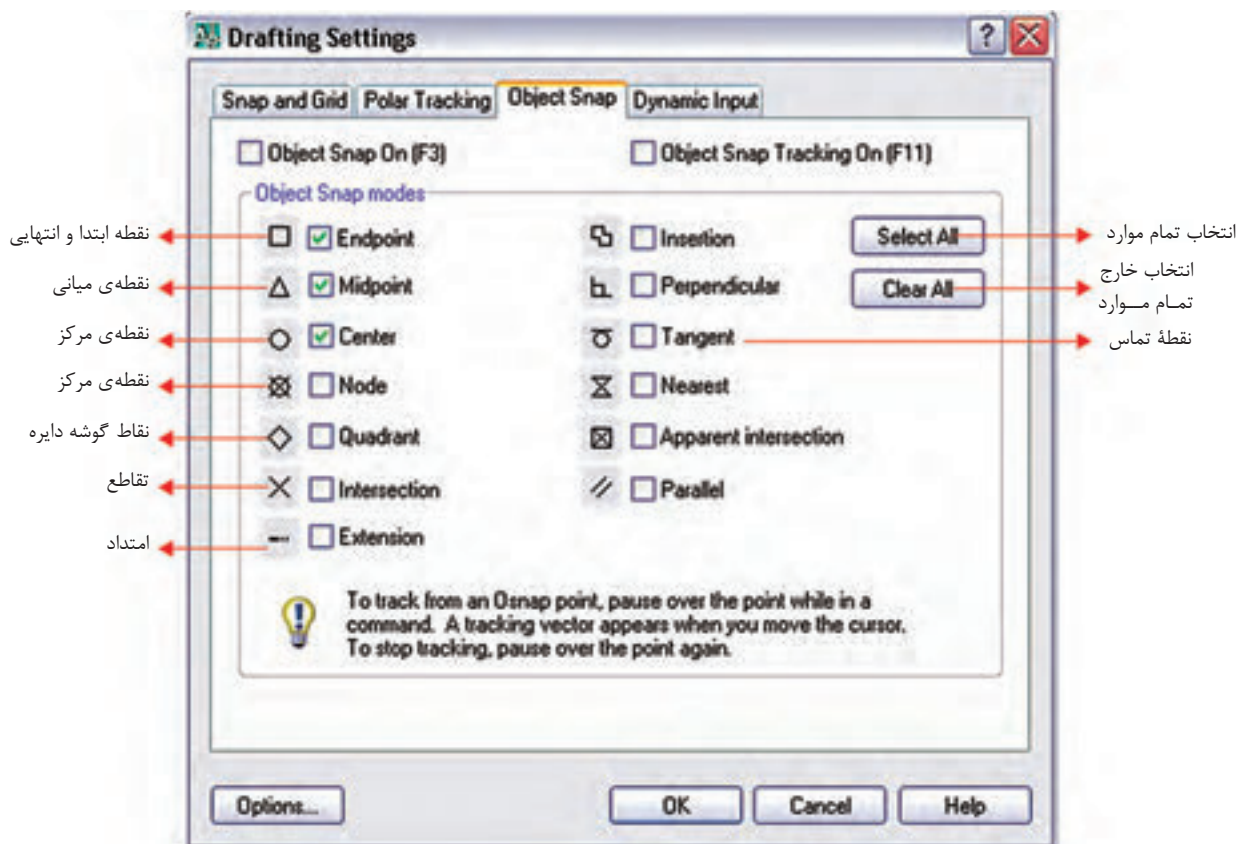 Drafting Settings
Snap and Grid Polar Tracking Object Snap Dynamic Input
Object Snap On (F3) Object Snap Tracking On (F11)
Object Snap modes
نقطه ابتدا و انتهایی Endpoint Insertion Select All انتخاب تمام موارد
نقطه‌ی میانی Midpoint Perpendicular Clear All انتخاب خارج
تمـام مــوارد
نقطه‌ی مرکز Center Tangent نقطهٔ تماس
نقطه‌ی مرکز Node Nearest
نقاط گوشه دایره Quadrant Apparent intersection
تقاطع Intersection Parallel
امتداد Extension
To track from an Osnap point, pause over the point while in a
command. A tracking vector appears when you move the cursor.
To stop tracking, pause over the point again.
Options... OK Cancel Help